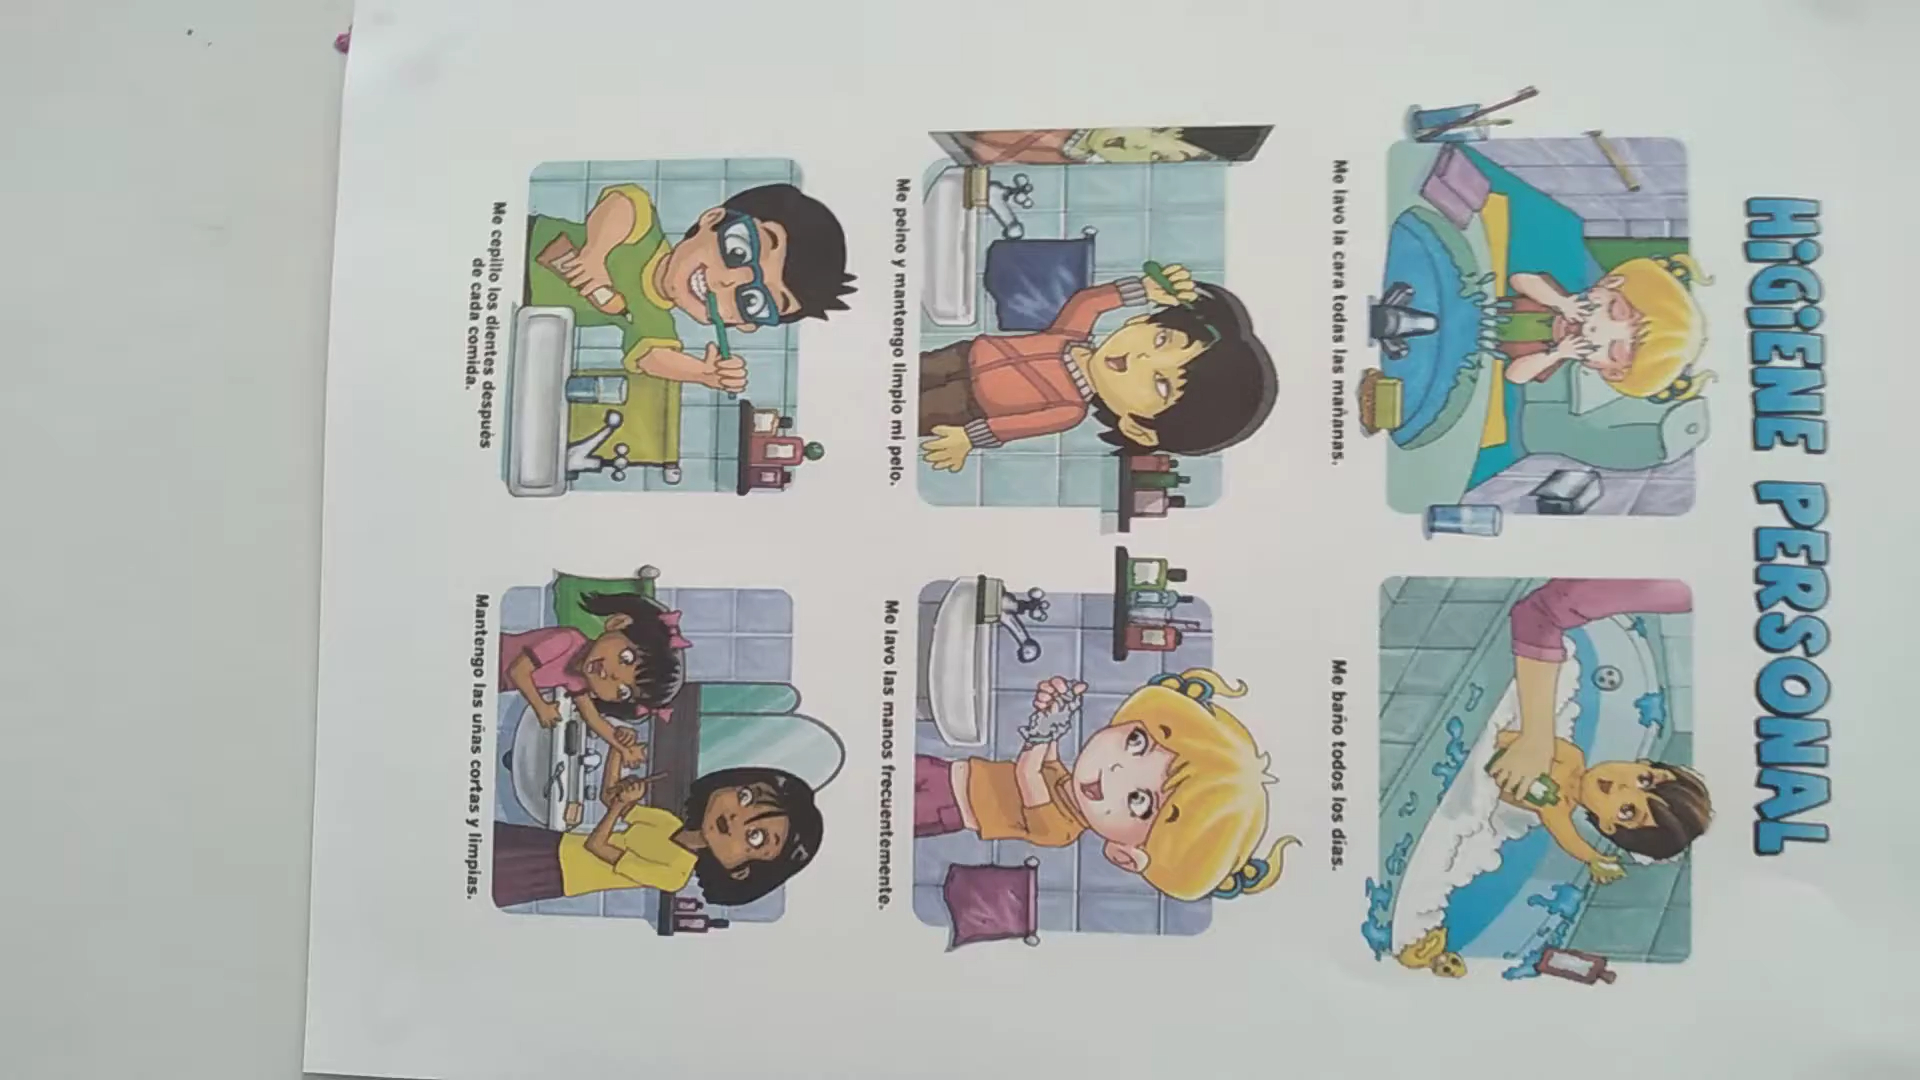 HiGiENE PERSONAL
Me lavo la cara todas las mañanas.
Me baño todos los días.
Me peino y mantengo limpio mi pelo.
Me lavo las manos frecuentemente.
Me cepillo los dientes después
de cada comida.
Mantengo las uñas cortas y limpias.